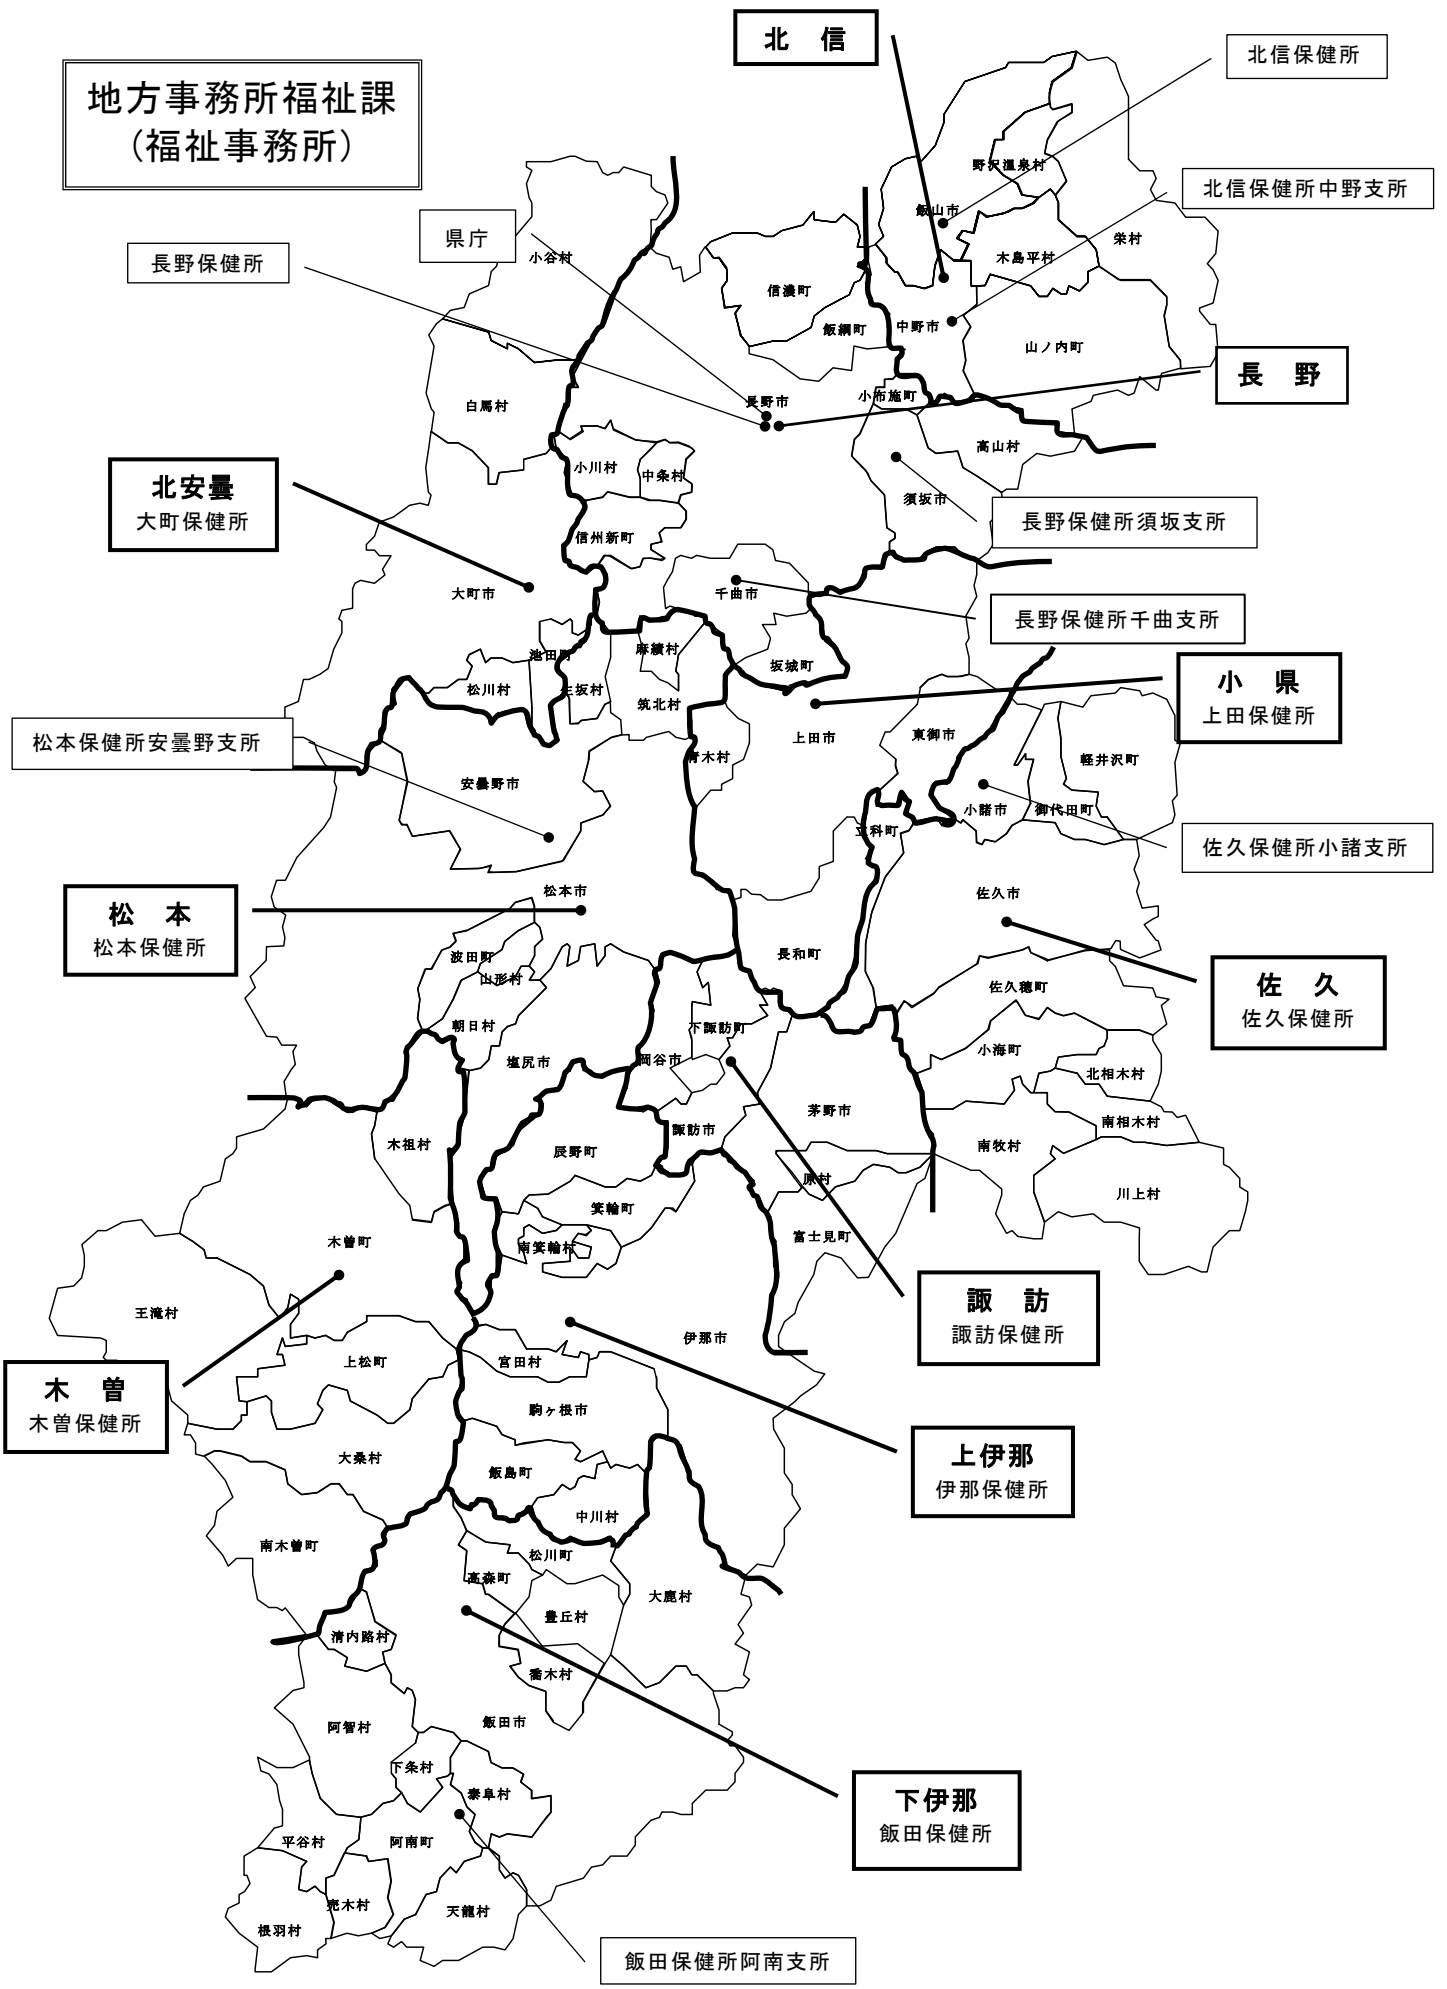 地方事務所福祉課
(福祉事務所)
北 信
北信保健所
野沢温泉村
北信保健所中野支所
飯山市
県庁
栄村
長野保健所
小谷村
木島平村
信濃町
飯綱町
中野市
山ノ内町
長 野
白馬村
長野市
小布施町
高山村
小川村
中条村
北安曇
大町保健所
須坂市
長野保健所須坂支所
信州新町
大町市
千曲市
長野保健所千曲支所
麻績村
池田町
坂城町
松川村
生坂村
筑北村
小 県
上田保健所
松本保健所安曇野支所
上田市
東御市
青木村
軽井沢町
安曇野市
小諸市
御代田町
立科町
佐久保健所小諸支所
松本市
佐久市
松 本
松本保健所
波田町
長和町
山形村
佐久穂町
佐 久
佐久保健所
朝日村
下諏訪町
小海町
塩尻市
岡谷市
北相木村
茅野市
南相木村
諏訪市
木祖村
南牧村
辰野町
原村
川上村
箕輪町
富士見町
木曽町
南箕輪村
王滝村
諏 訪
諏訪保健所
伊那市
上松町
宮田村
木 曽
木曽保健所
駒ヶ根市
大桑村
上伊那
伊那保健所
飯島町
中川村
南木曽町
松川町
高森町
大鹿村
豊丘村
清内路村
喬木村
飯田市
阿智村
下条村
泰阜村
下伊那
飯田保健所
平谷村
阿南町
売木村
天龍村
根羽村
飯田保健所阿南支所